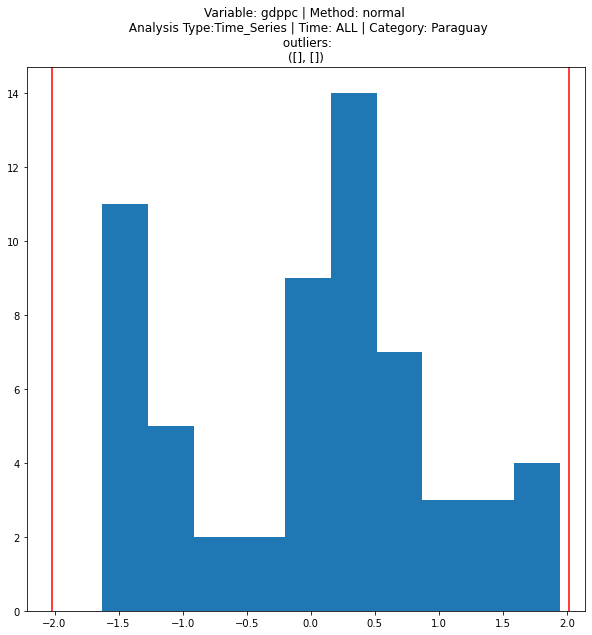 Variable: gdppc | Method: normal
Analysis Type:Time_Series | Time: ALL | Category: Paraguay
outliers:
([], [])
14
12
10
8
6
4
2
0
−2.0 −1.5 −1.0 −0.5 0.0 0.5 1.0 1.5 2.0